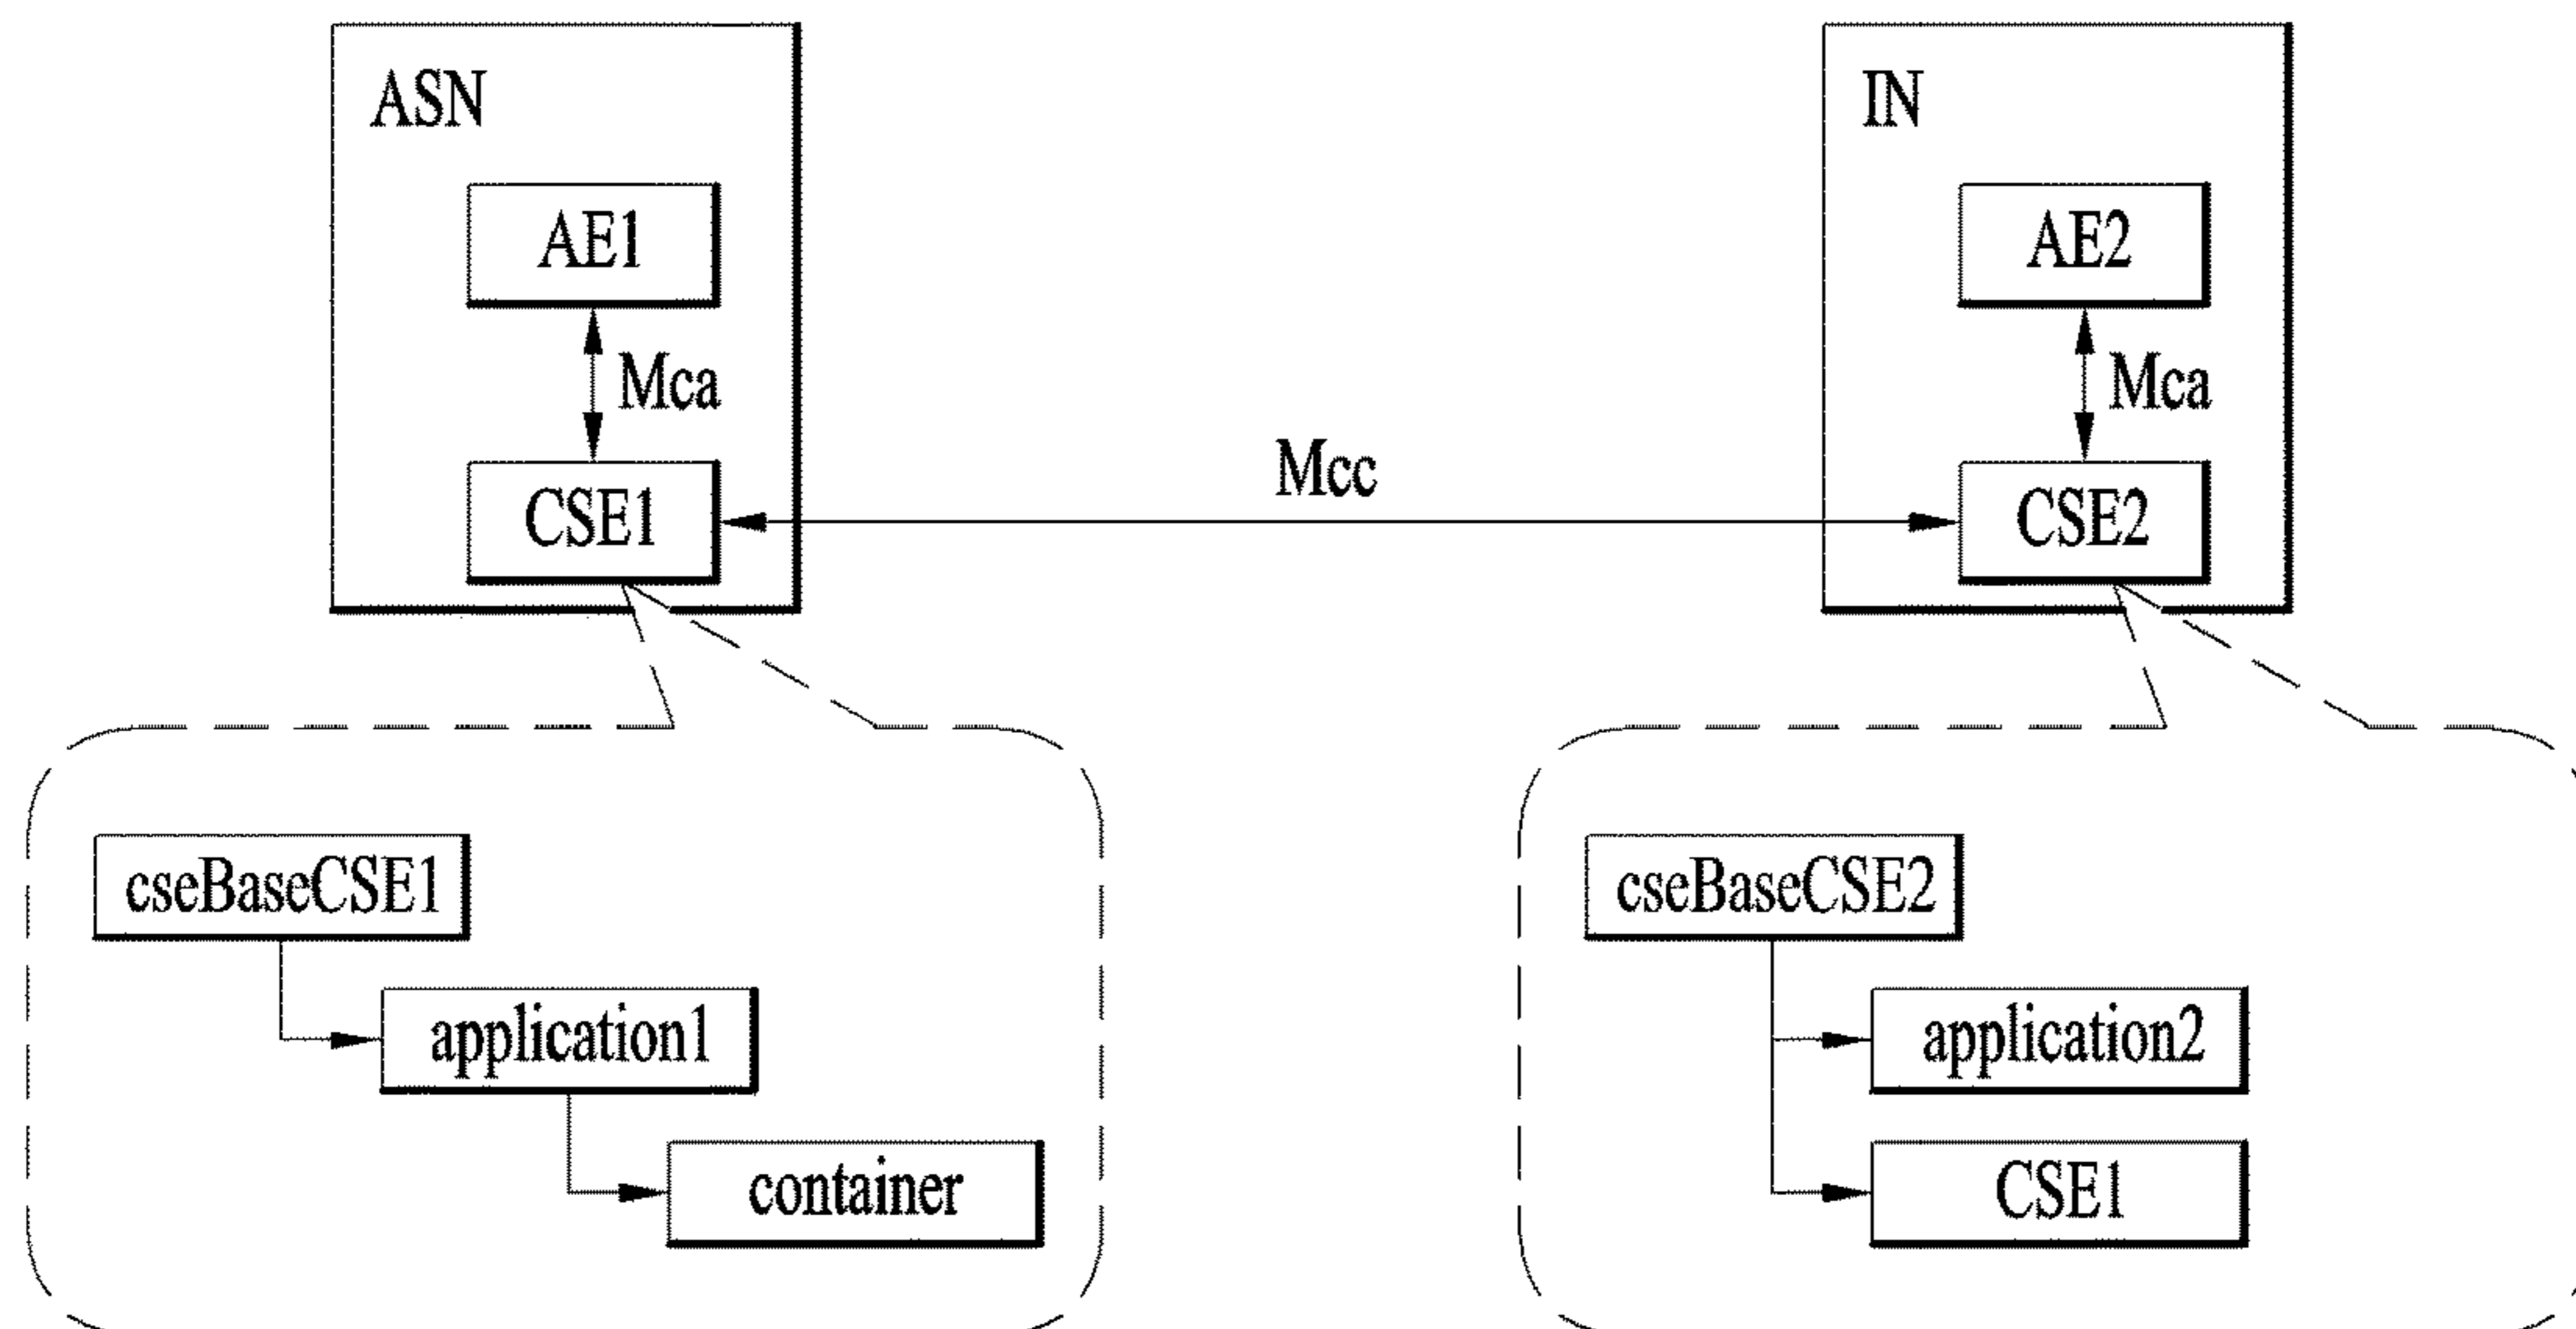 ASN
IN
AE1
AE2
Mca
Mca
Mcc
CSE1
CSE2
cseBaseCSE1
cseBaseCSE2
application1
application2
container
CSE1